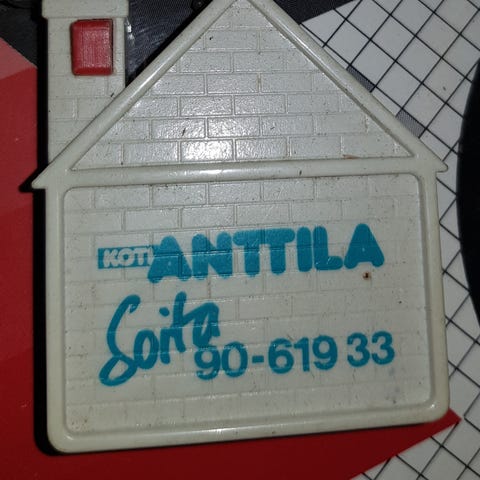 KOTI ANTTILA
Soita
90-619 33